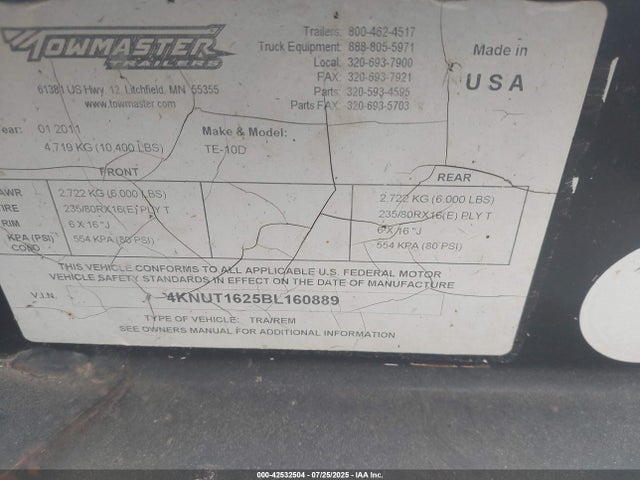 TOWMASTER
TRAILERS
61381 US Hwy. 12, Litchfield, MN 55355
www.towmaster.com
Trailers: 800-462-4517
Truck Equipment: 888-805-5971
Local: 320-693-7900
FAX: 320-693-7921
Parts: 320-593-4595
Parts FAX: 320-693-5703
Made in
USA
ear: 01 2011
Make & Model:
4,719 KG (10,400 LBS)
TE-10D
FRONT
REAR
AWR 2,722 KG (6,000 LBS) 2,722 KG (6,000 LBS)
IRE 235/80RX16(E) PLY T 235/80RX16(E) PLY T
RIM 6 X 16 "J 6 X 16 "J
KPA (PSI) 554 KPA (80 PSI) 554 KPA (80 PSI)
COLD
THIS VEHICLE CONFORMS TO ALL APPLICABLE U.S. FEDERAL MOTOR
VEHICLE SAFETY STANDARDS IN EFFECT ON THE DATE OF MANUFACTURE
V.I.N. 4KNUT1625BL160889
TYPE OF VEHICLE: TRA/REM
SEE OWNERS MANUAL FOR ADDITIONAL INFORMATION
000-42532504 - 07/25/2025 - IAA Inc.